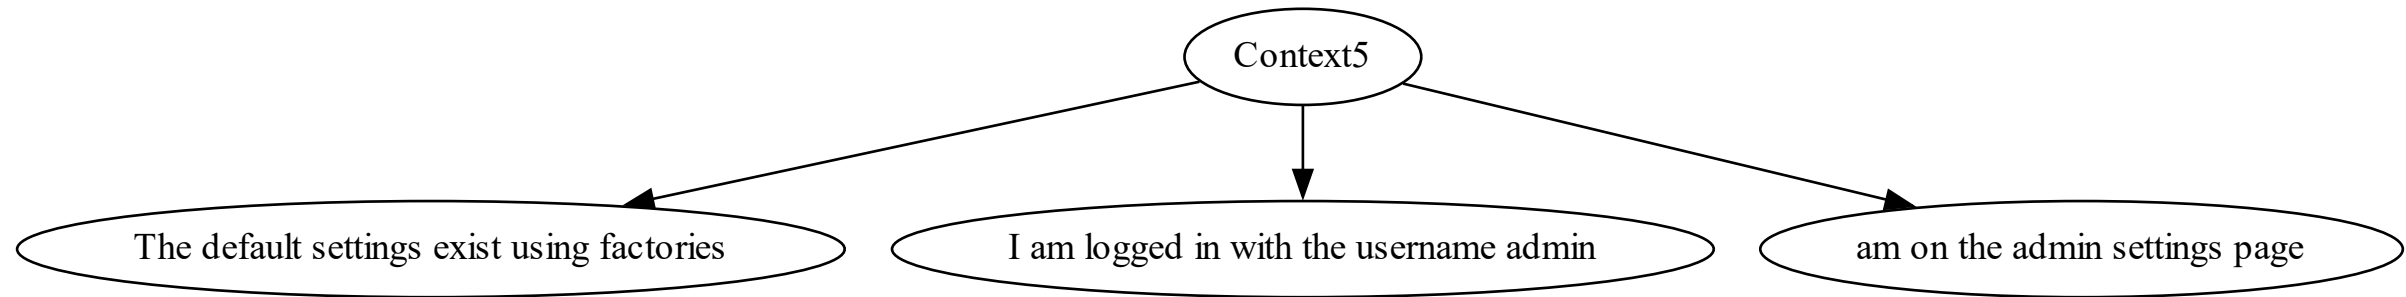 Context5
The default settings exist using factories
I am logged in with the username admin
am on the admin settings page